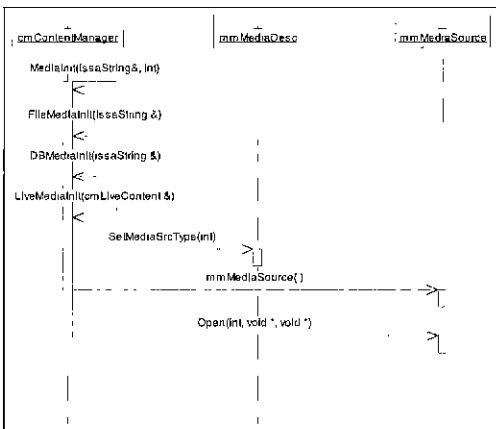 cmContentManager
mmMediaDesc
mmMediaSource
MediaInit(issaString&, int)
FileMediaInit(issaString &)
DBMediaInit(issaString &)
LiveMediaInit(cmLiveContent &)
SetMediaSrcType(int)
mmMediaSource( )
Open(int, void *, void *)